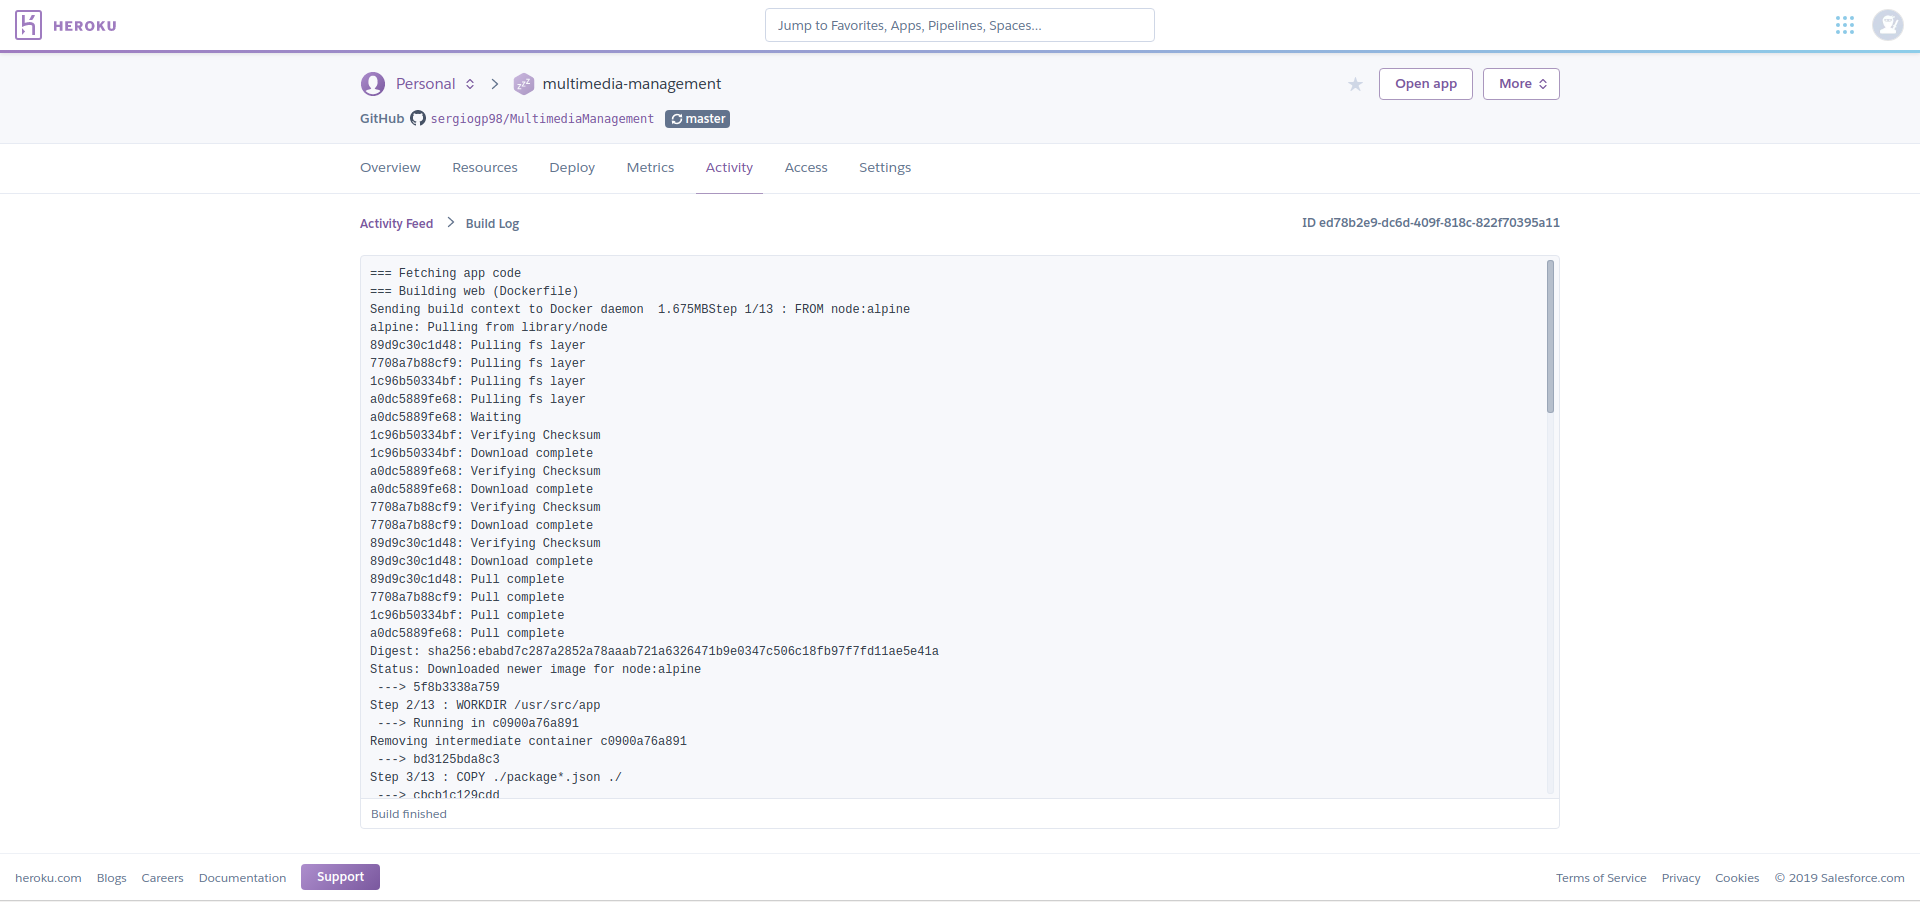 HEROKU
Jump to Favorites, Apps, Pipelines, Spaces...
Personal
multimedia-management
Open app
More
GitHub sergiogp98/MultimediaManagement master
Overview Resources Deploy Metrics Activity Access Settings
Activity Feed Build Log
ID ed78b2e9-dc6d-409f-818c-822f70395a11
=== Fetching app code
=== Building web (Dockerfile)
Sending build context to Docker daemon  1.675MBStep 1/13 : FROM node:alpine
alpine: Pulling from library/node
89d9c30c1d48: Pulling fs layer
7708a7b88cf9: Pulling fs layer
1c96b50334bf: Pulling fs layer
a0dc5889fe68: Pulling fs layer
a0dc5889fe68: Waiting
1c96b50334bf: Verifying Checksum
1c96b50334bf: Download complete
a0dc5889fe68: Verifying Checksum
a0dc5889fe68: Download complete
7708a7b88cf9: Verifying Checksum
7708a7b88cf9: Download complete
89d9c30c1d48: Verifying Checksum
89d9c30c1d48: Download complete
89d9c30c1d48: Pull complete
7708a7b88cf9: Pull complete
1c96b50334bf: Pull complete
a0dc5889fe68: Pull complete
Digest: sha256:ebabd7c287a2852a78aaab721a6326471b9e0347c506c18fb97f7fd11ae5e41a
Status: Downloaded newer image for node:alpine
 ---> 5f8b3338a759
Step 2/13 : WORKDIR /usr/src/app
 ---> Running in c0900a76a891
Removing intermediate container c0900a76a891
 ---> bd3125bda8c3
Step 3/13 : COPY ./package*.json ./
 ---> cbcb1c129cdd
Build finished
heroku.com Blogs Careers Documentation Support
Terms of Service Privacy Cookies © 2019 Salesforce.com